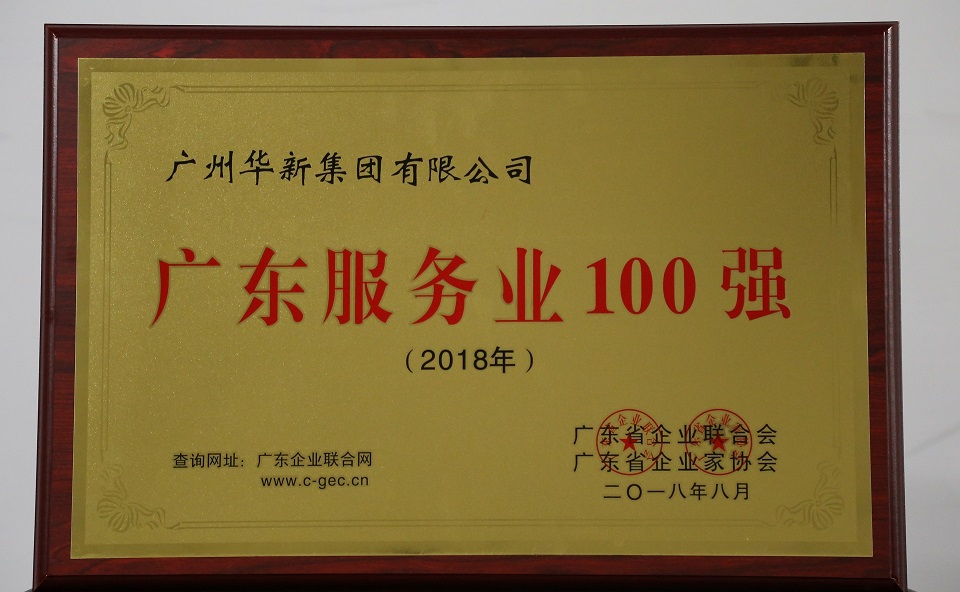 广州华新集团有限公司
广东服务业100强
（2018年）
广东省企业联合会
查询网址：广东企业联合网
广东省企业家协会
www.c-gec.cn
二〇一八年八月